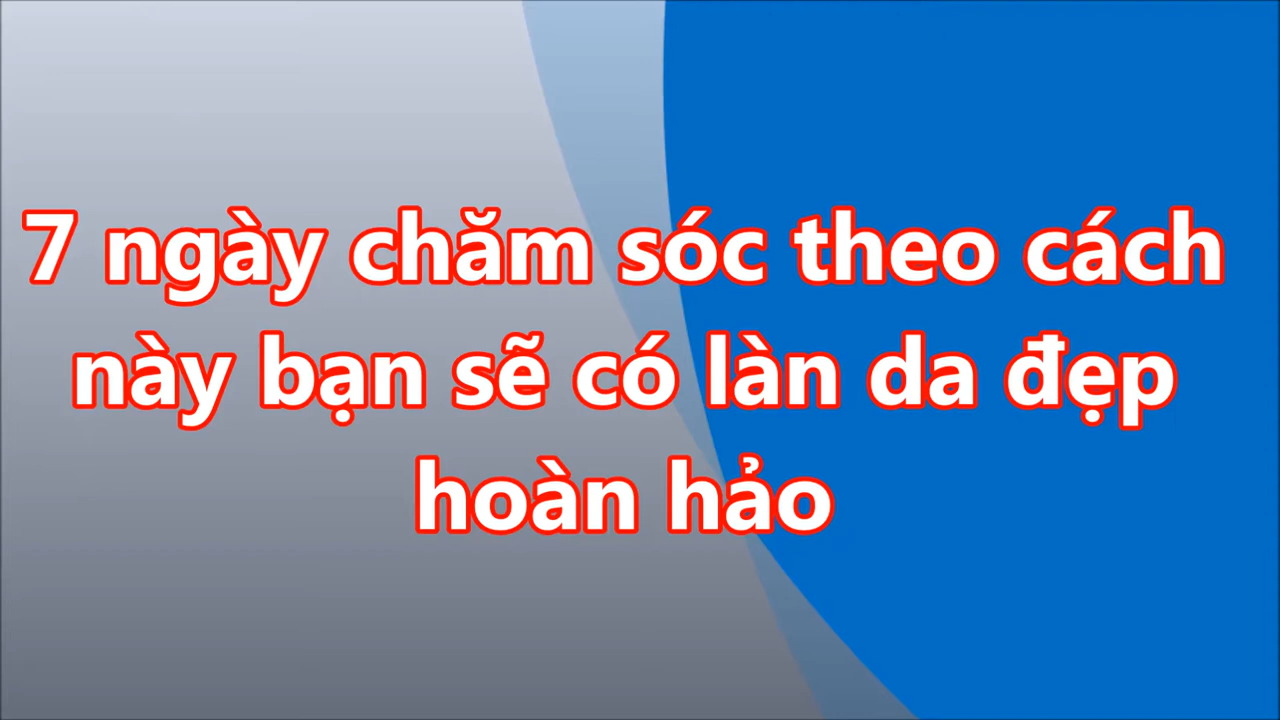 7 ngày chăm sóc theo cách
này bạn sẽ có làn da đẹp
hoàn hảo